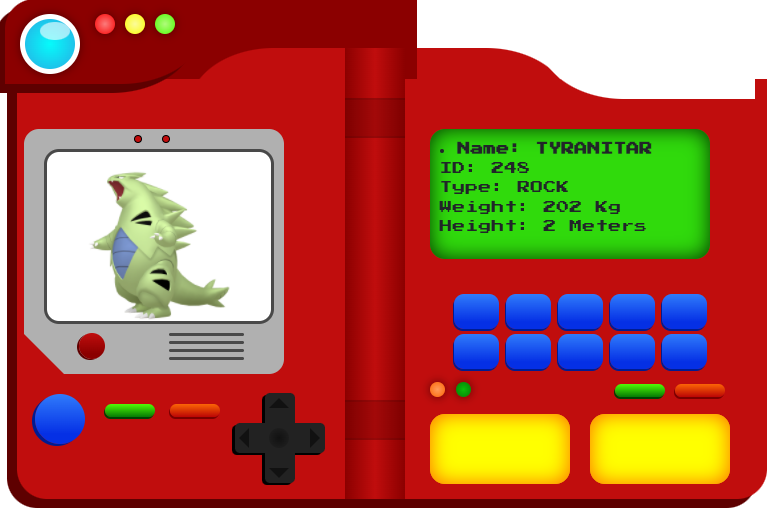 . Name: TYRANITAR
ID: 248
Type: ROCK
Weight: 202 Kg
Height: 2 Meters